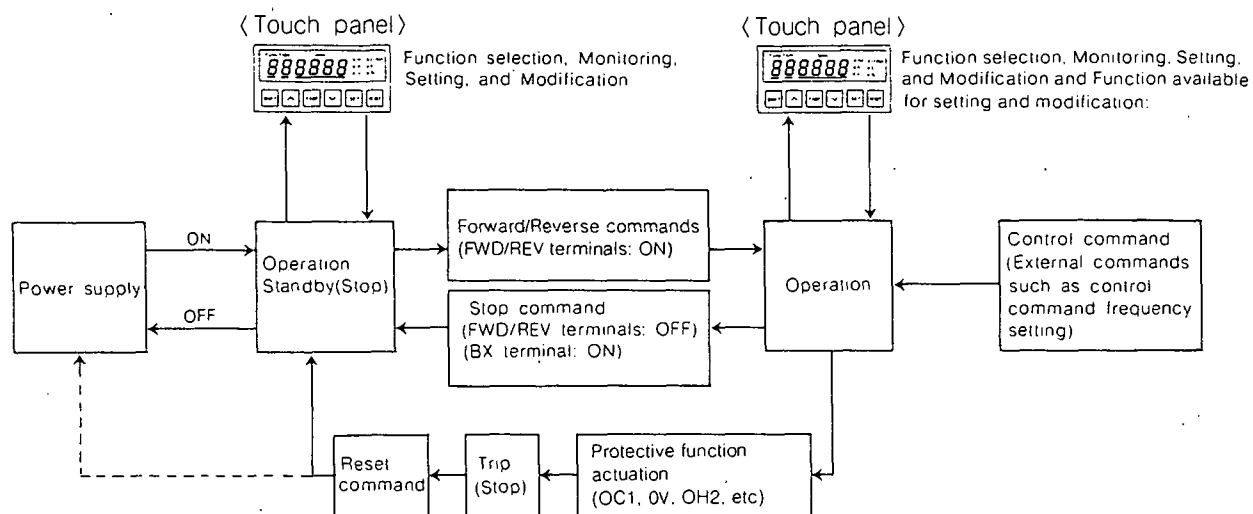 〈Touch panel〉
Function selection, Monitoring,
Setting, and Modification
888888
〈Touch panel〉
Function selection, Monitoring, Setting,
and Modification and Function available
for setting and modification:
888888
Power supply
ON
OFF
Operation
Standby(Stop)
Forward/Reverse commands
(FWD/REV terminals: ON)
Stop command
(FWD/REV terminals: OFF)
(BX terminal: ON)
Operation
Control command
(External commands
such as control
command frequency
setting)
Reset
command
Trip
(Stop)
Protective function
actuation
(OC1, 0V, OH2, etc)